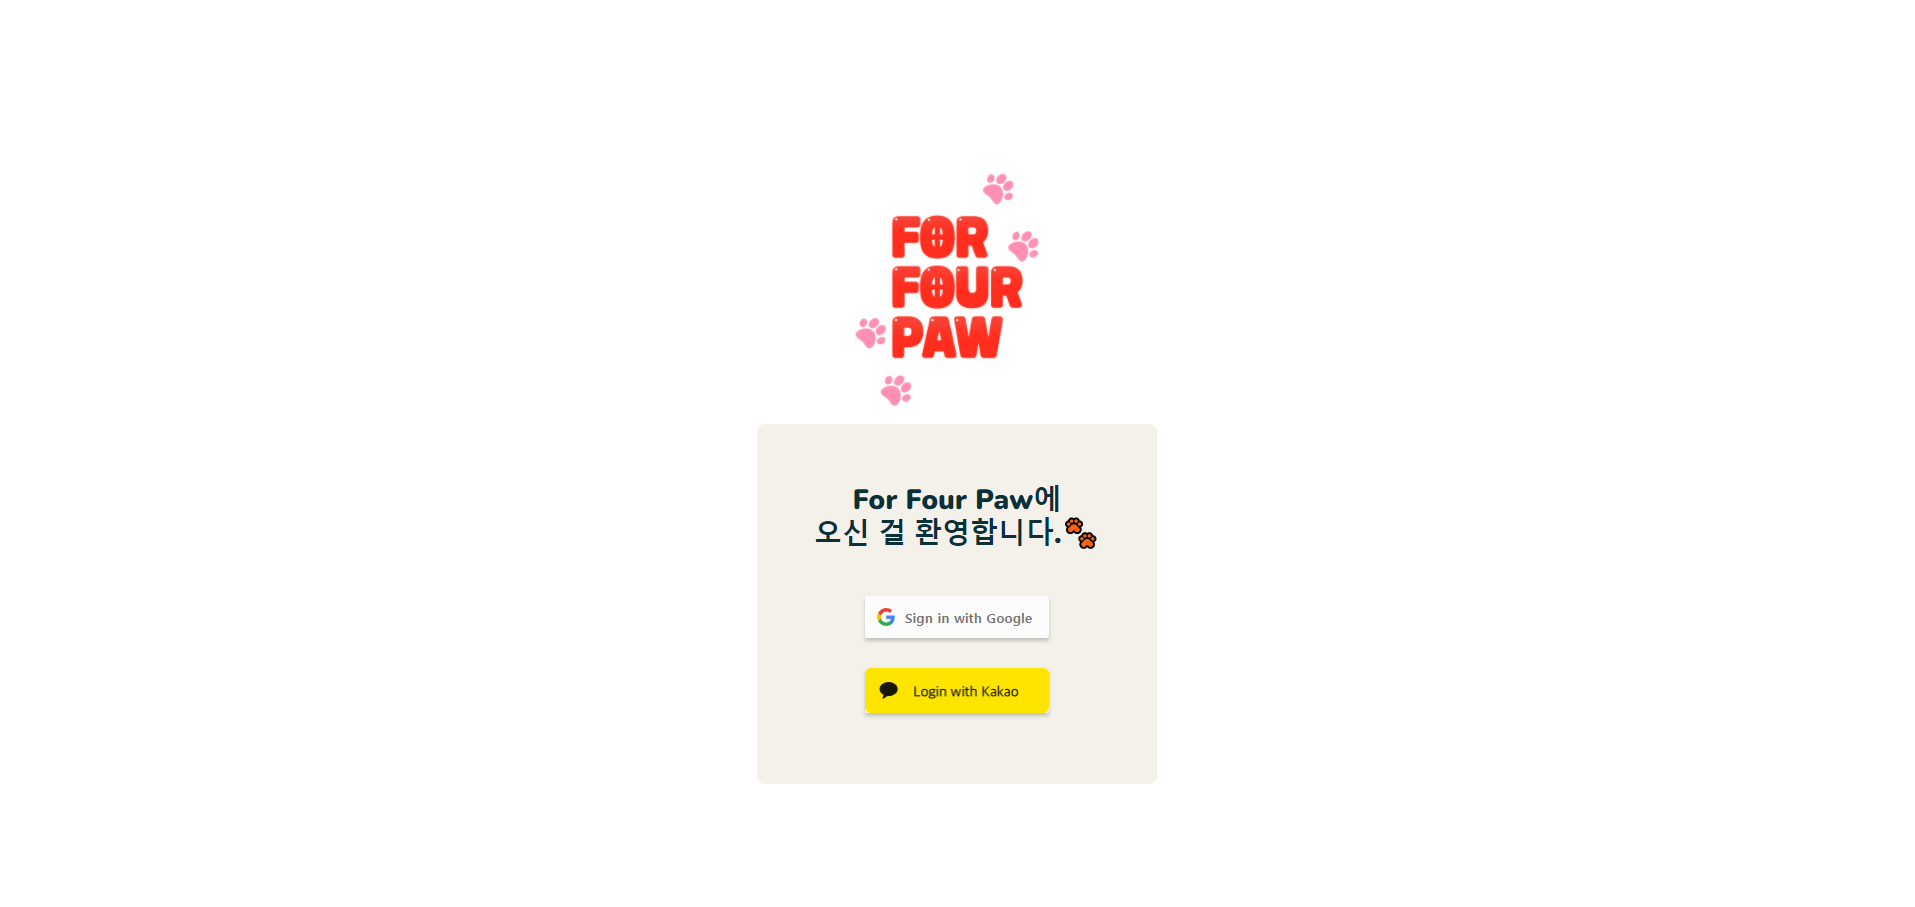 FOR
FOUR
PAW
For Four Paw에
오신 걸 환영합니다.🐾
Sign in with Google
Login with Kakao